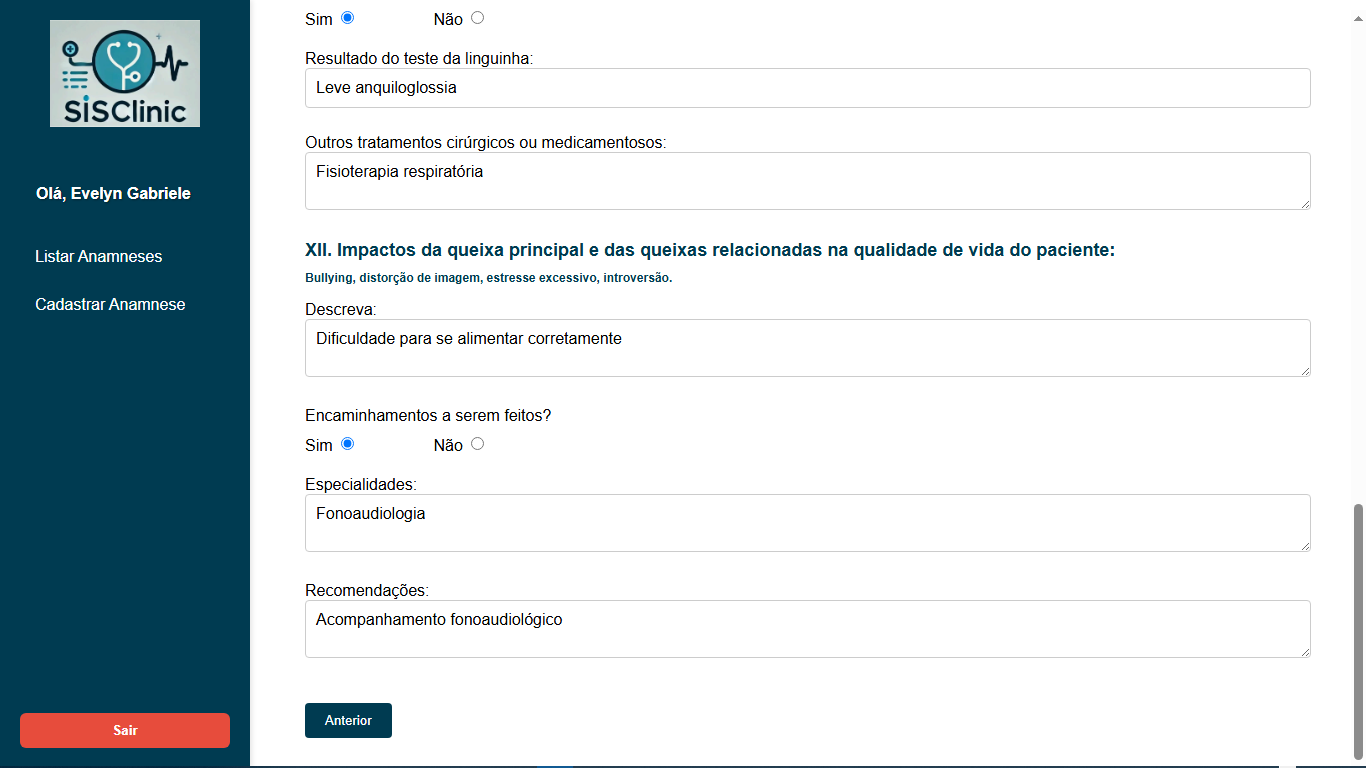 SiSClinic
Olá, Evelyn Gabriele
Listar Anamneses
Cadastrar Anamnese
Sair
Sim Não
Resultado do teste da linguinha:
Leve anquiloglossia
Outros tratamentos cirúrgicos ou medicamentosos:
Fisioterapia respiratória
XII. Impactos da queixa principal e das queixas relacionadas na qualidade de vida do paciente:
Bullying, distorção de imagem, estresse excessivo, introversão.
Descreva:
Dificuldade para se alimentar corretamente
Encaminhamentos a serem feitos?
Sim Não
Especialidades:
Fonoaudiologia
Recomendações:
Acompanhamento fonoaudiológico
Anterior